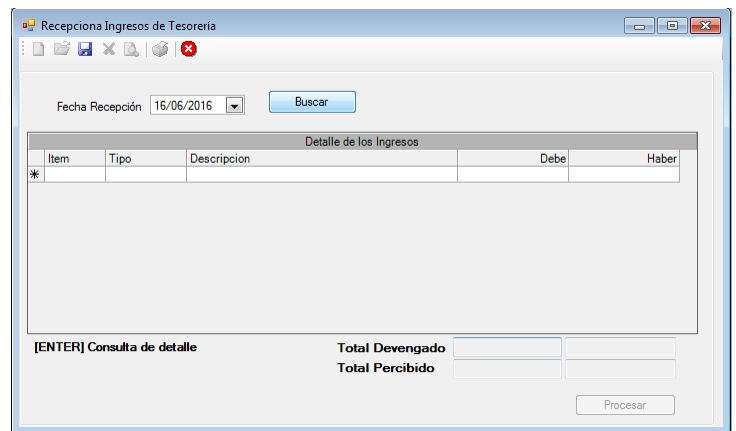 Recepciona Ingresos de Tesorería
Fecha Recepción 16/06/2016 Buscar
Detalle de los Ingresos
Item Tipo Descripcion Debe Haber
[ENTER] Consulta de detalle Total Devengado
Total Percibido
Procesar